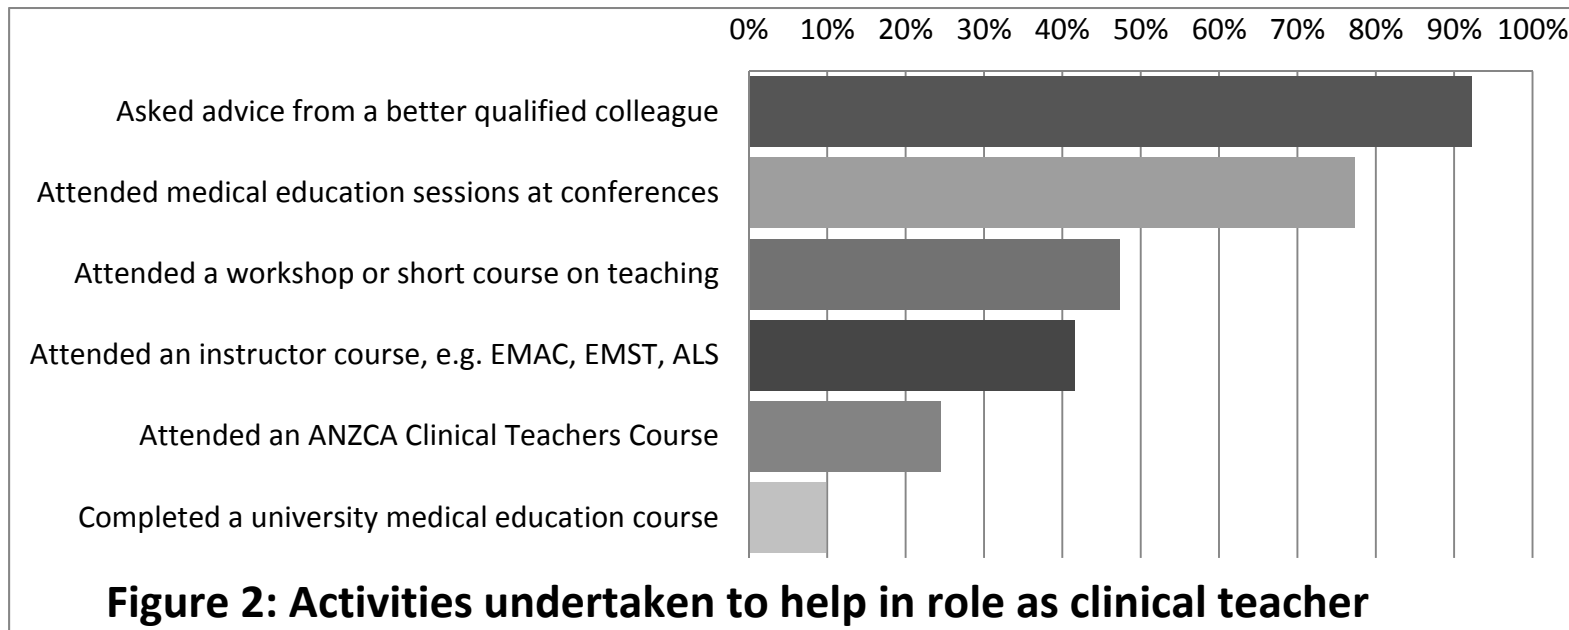 0% 10% 20% 30% 40% 50% 60% 70% 80% 90% 100%
Asked advice from a better qualified colleague
Attended medical education sessions at conferences
Attended a workshop or short course on teaching
Attended an instructor course, e.g. EMAC, EMST, ALS
Attended an ANZCA Clinical Teachers Course
Completed a university medical education course
Figure 2: Activities undertaken to help in role as clinical teacher